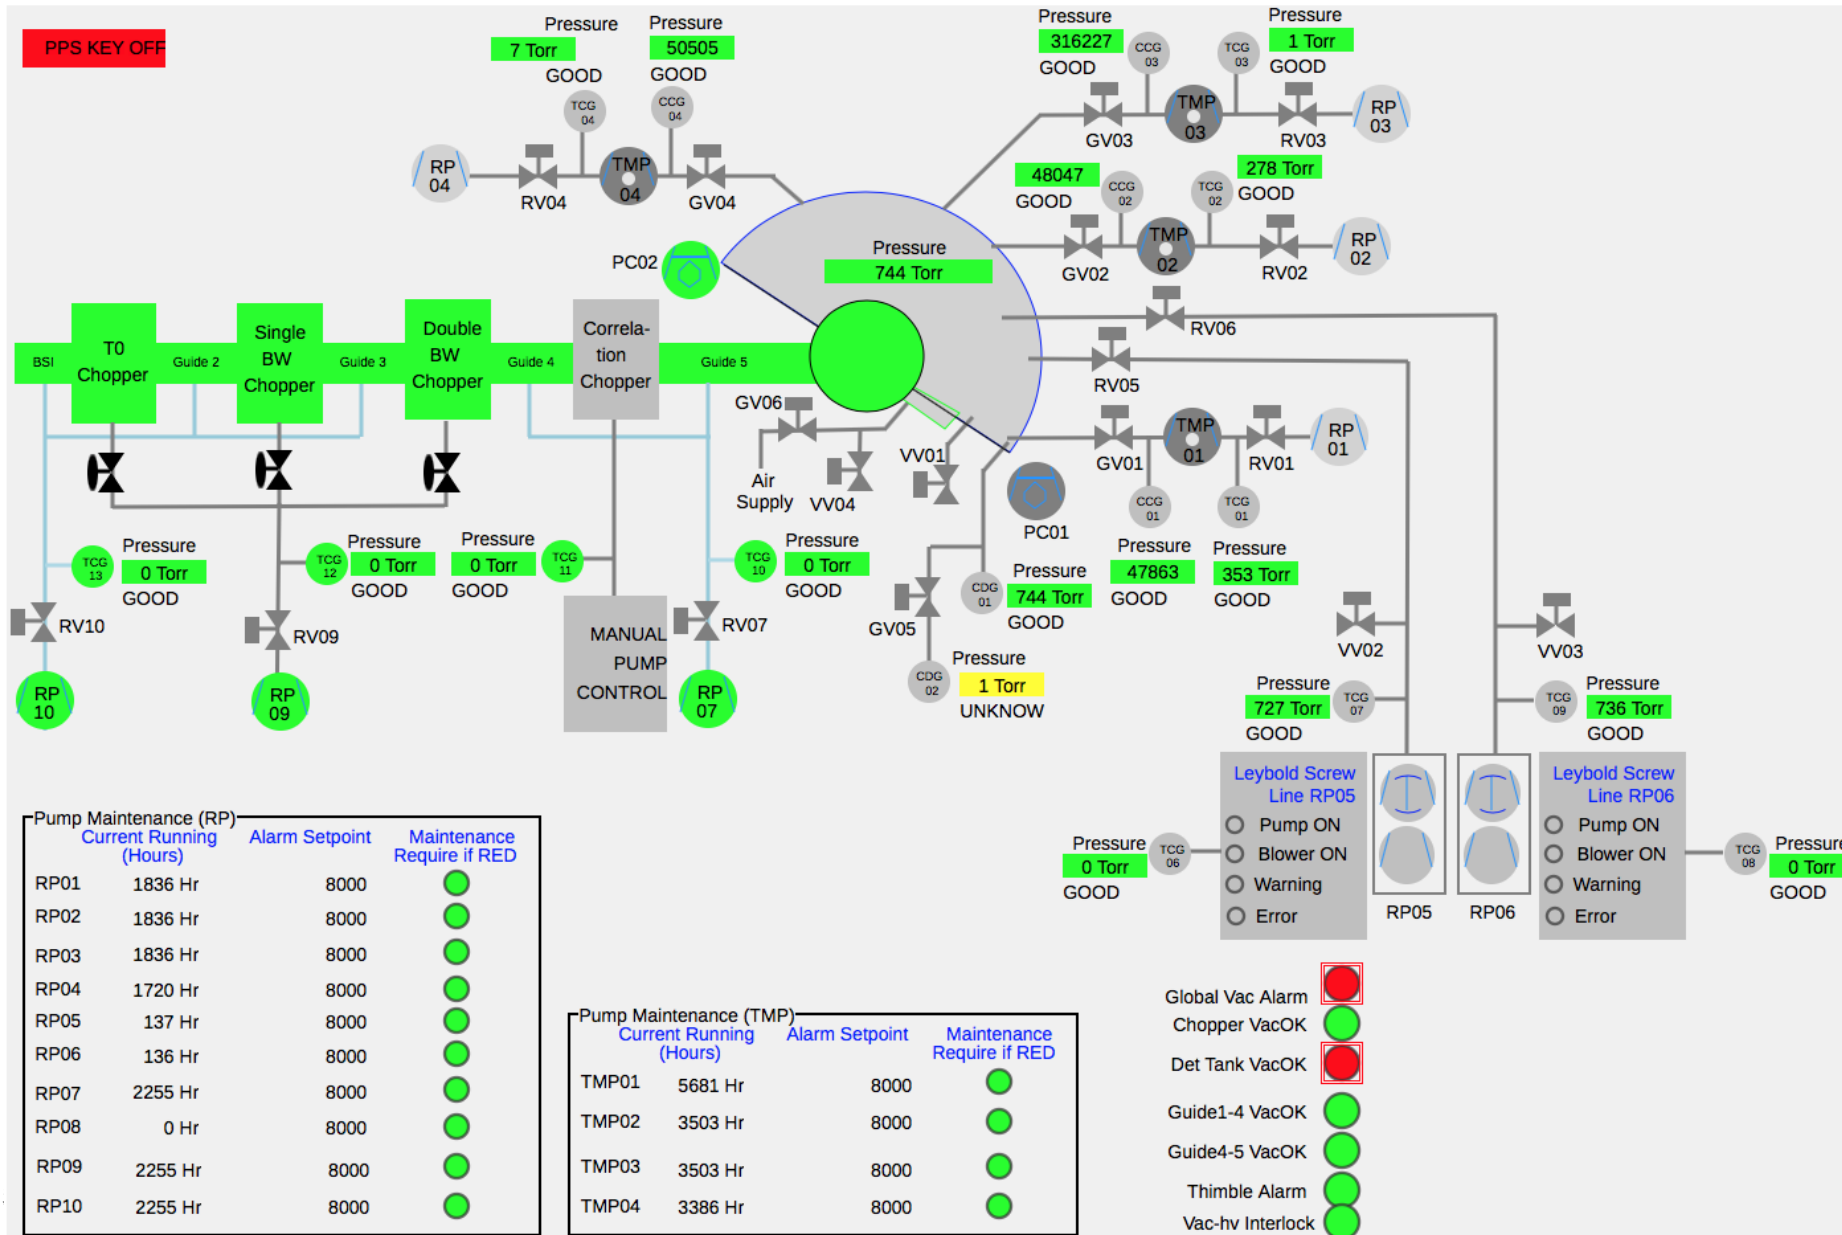 PPS KEY OFF
Pressure
7 Torr
GOOD
Pressure
50505
GOOD
TCG
04
CCG
04
RP
04
RV04
TMP
04
GV04
Pressure
316227
GOOD
CCG
03
TCG
03
Pressure
1 Torr
GOOD
GV03
TMP
03
RV03
RP
03
48047
GOOD
CCG
02
TCG
02
278 Torr
GOOD
GV02
TMP
02
RV02
RP
02
PC02
Pressure
744 Torr
RV06
RV05
BSI
T0
Chopper
Guide 2
Single
BW
Chopper
Guide 3
Double
BW
Chopper
Guide 4
Correla-
tion
Chopper
Guide 5
GV06
Air
Supply
VV04
VV01
GV01
TMP
01
RV01
RP
01
PC01
CCG
01
TCG
01
Pressure
47863
GOOD
Pressure
353 Torr
GOOD
TCG
13
Pressure
0 Torr
GOOD
TCG
12
Pressure
0 Torr
GOOD
Pressure
0 Torr
GOOD
TCG
11
TCG
10
Pressure
0 Torr
GOOD
RV10
RP
10
RV09
RP
09
MANUAL
PUMP
CONTROL
RV07
RP
07
GV05
CDG
01
Pressure
744 Torr
GOOD
CDG
02
Pressure
1 Torr
UNKNOW
VV02
VV03
Pressure
727 Torr
GOOD
TCG
07
TCG
09
Pressure
736 Torr
GOOD
Leybold Screw
Line RP05
Pump ON
Blower ON
Warning
Error
RP05
RP06
Leybold Screw
Line RP06
Pump ON
Blower ON
Warning
Error
Pressure
0 Torr
GOOD
TCG
06
TCG
08
Pressure
0 Torr
GOOD
Pump Maintenance (RP)
Current Running
(Hours)
Alarm Setpoint
Maintenance
Require if RED
RP01 1836 Hr 8000
RP02 1836 Hr 8000
RP03 1836 Hr 8000
RP04 1720 Hr 8000
RP05 137 Hr 8000
RP06 136 Hr 8000
RP07 2255 Hr 8000
RP08 0 Hr 8000
RP09 2255 Hr 8000
RP10 2255 Hr 8000
Pump Maintenance (TMP)
Current Running
(Hours)
Alarm Setpoint
Maintenance
Require if RED
TMP01 5681 Hr 8000
TMP02 3503 Hr 8000
TMP03 3503 Hr 8000
TMP04 3386 Hr 8000
Global Vac Alarm
Chopper VacOK
Det Tank VacOK
Guide1-4 VacOK
Guide4-5 VacOK
Thimble Alarm
Vac-hv Interlock